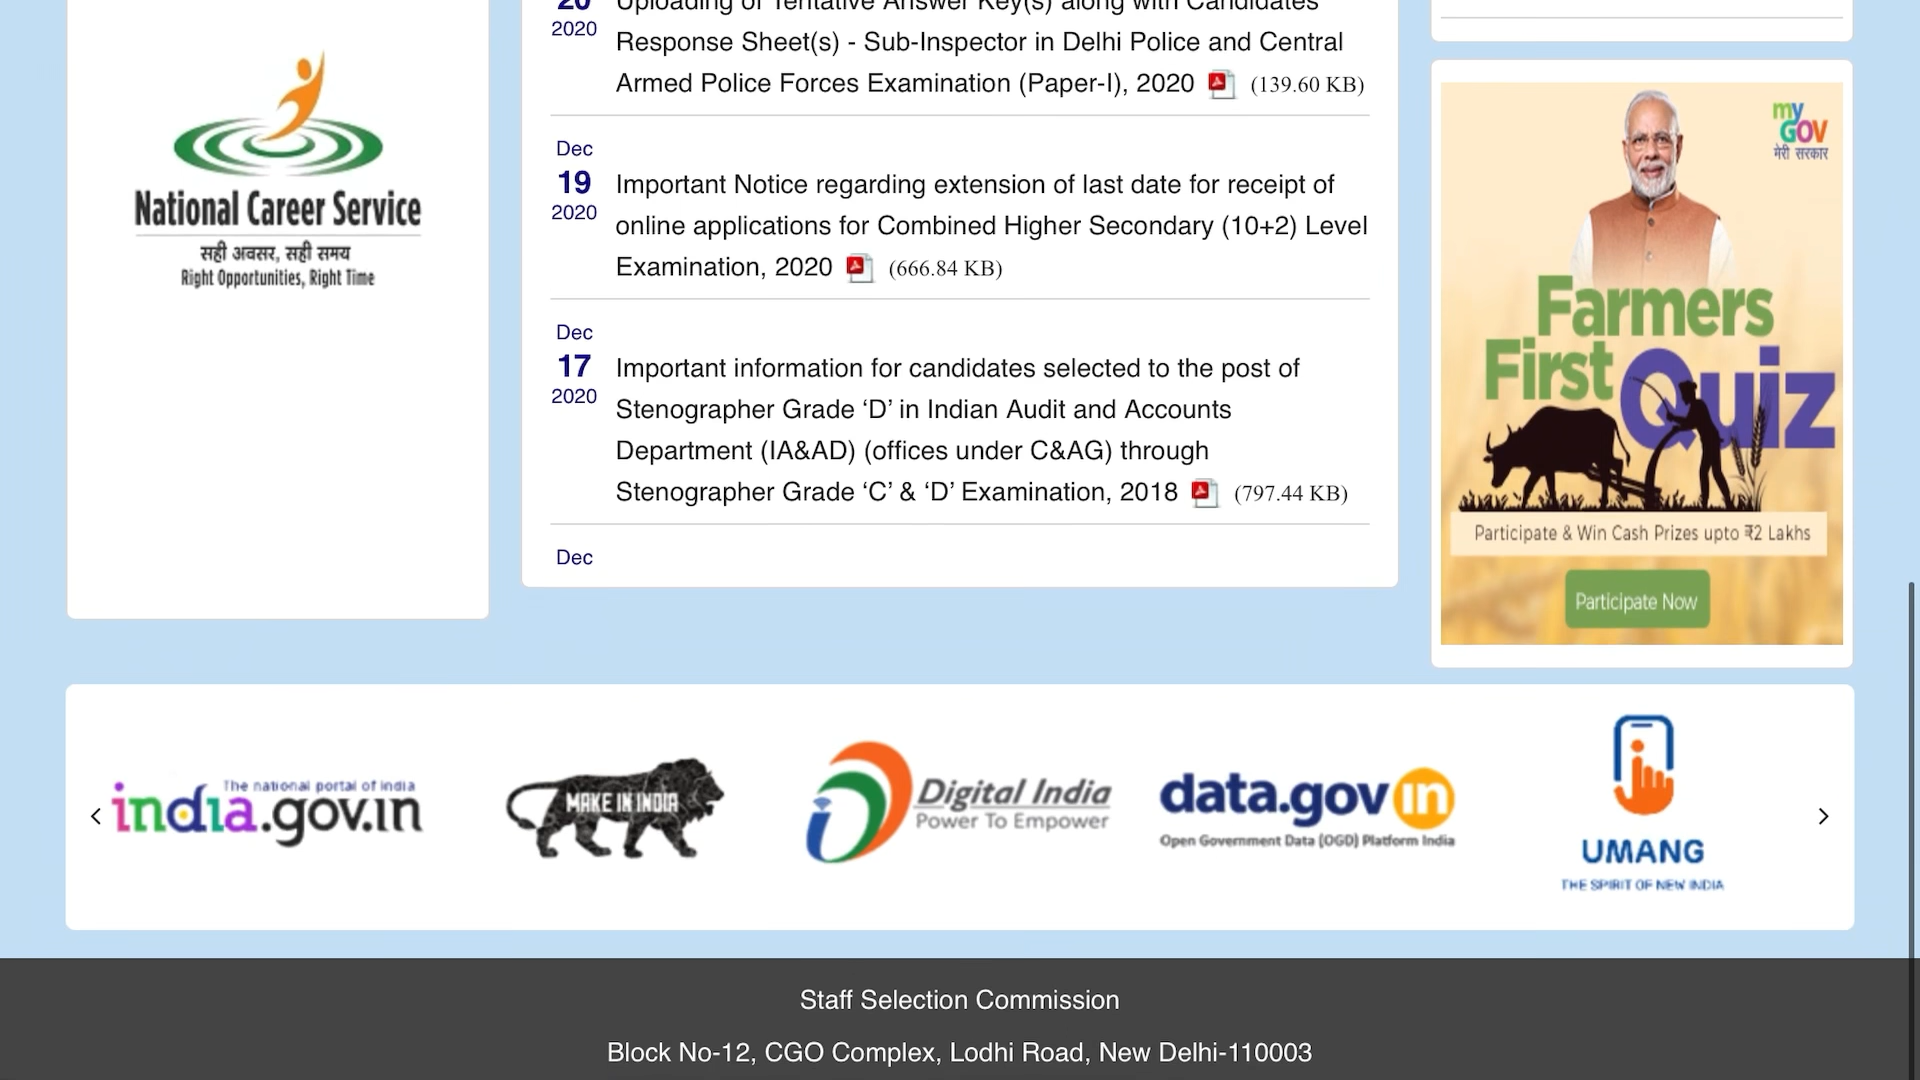 National Career Service
सही अवसर, सही समय
Right Opportunities, Right Time
20
2020
Uploading of Tentative Answer Key(s) along with Candidates
Response Sheet(s) - Sub-Inspector in Delhi Police and Central
Armed Police Forces Examination (Paper-I), 2020 (139.60 KB)
Dec
19
2020
Important Notice regarding extension of last date for receipt of
online applications for Combined Higher Secondary (10+2) Level
Examination, 2020 (666.84 KB)
Dec
17
2020
Important information for candidates selected to the post of
Stenographer Grade ‘D’ in Indian Audit and Accounts
Department (IA&AD) (offices under C&AG) through
Stenographer Grade ‘C’ & ‘D’ Examination, 2018 (797.44 KB)
Dec
my
GOV
मेरी सरकार
Farmers
First Quiz
Participate & Win Cash Prizes upto ₹2 Lakhs
Participate Now
The national portal of india
india.gov.in
MAKE IN INDIA
Digital India
Power To Empower
data.gov in
Open Government Data (OGD) Platform India
UMANG
THE SPIRIT OF NEW INDIA
Staff Selection Commission
Block No-12, CGO Complex, Lodhi Road, New Delhi-110003